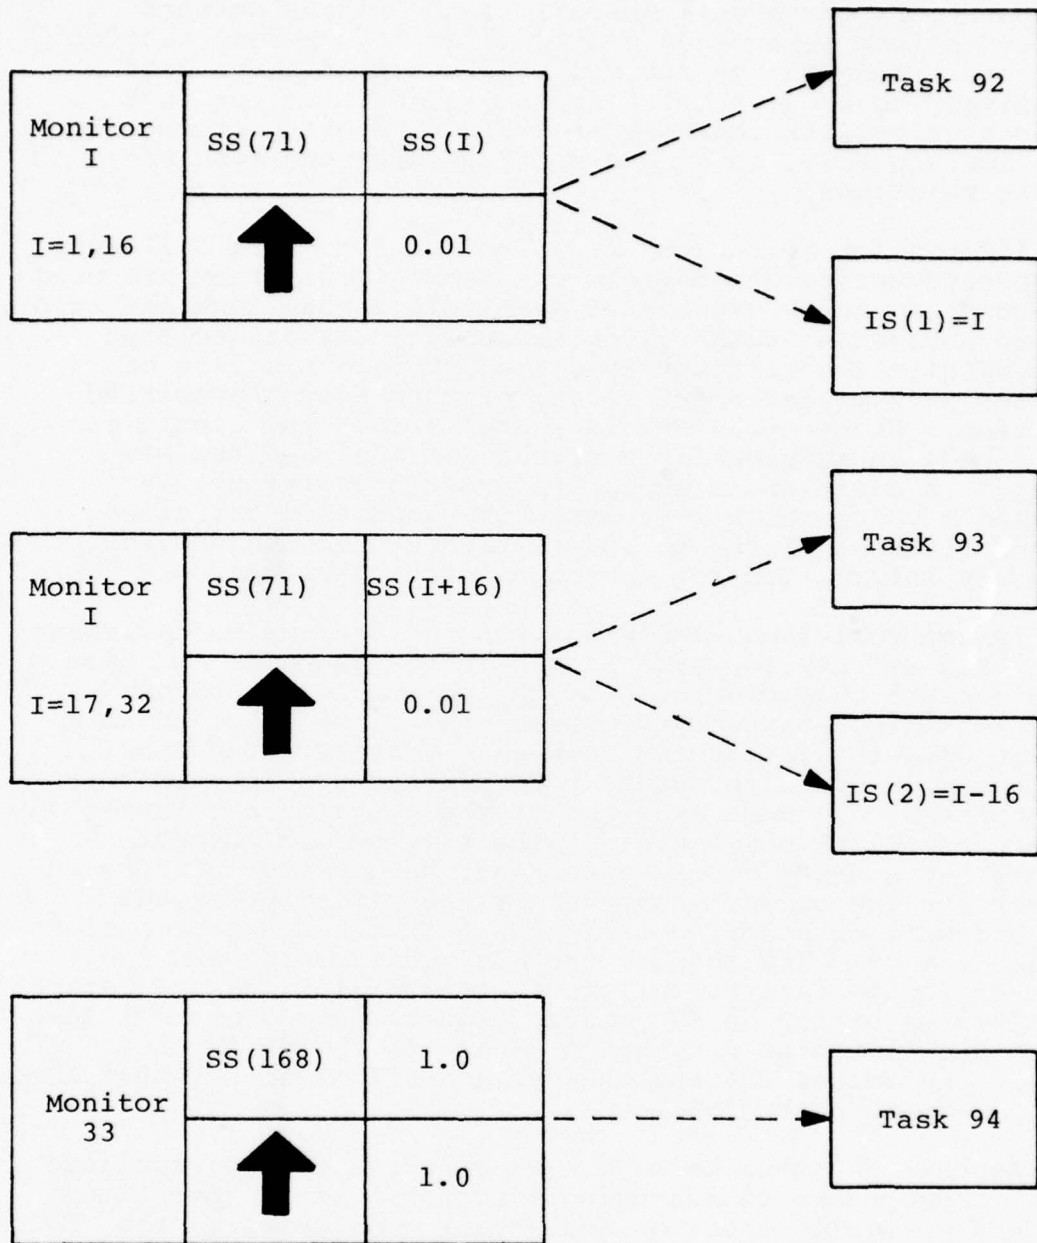 Task 92
Monitor
I
SS(71)
SS(I)
I=1,16
0.01
IS(1)=I
Task 93
Monitor
I
SS(71)
SS(I+16)
I=17,32
0.01
IS(2)=I-16
SS(168)
1.0
Monitor
33
Task 94
1.0